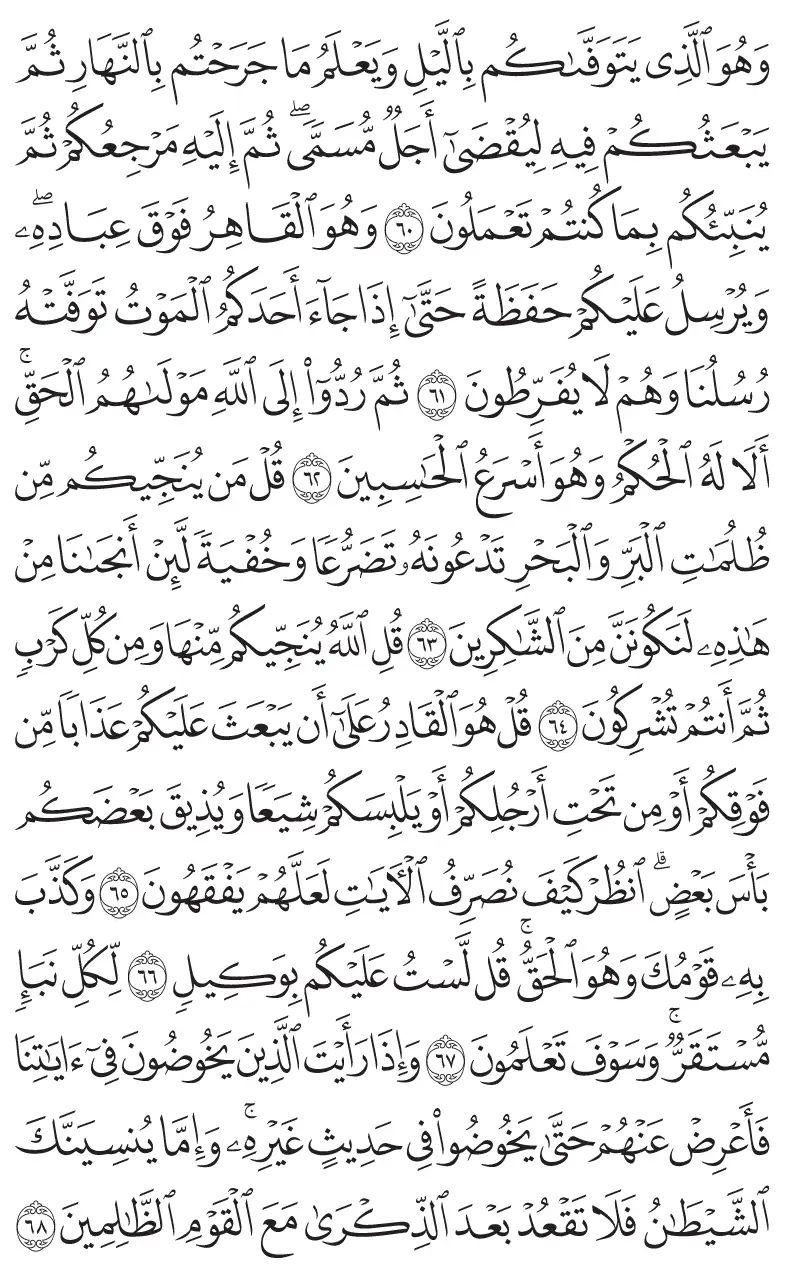 وَهُوَ ٱلَّذِى يَتَوَفَّىٰكُم بِٱلَّيْلِ وَيَعْلَمُ مَا جَرَحْتُم بِٱلنَّهَارِ ثُمَّ
يَبْعَثُكُمْ فِيهِ لِيُقْضَىٰٓ أَجَلٌ مُّسَمًّى ۖ ثُمَّ إِلَيْهِ مَرْجِعُكُمْ ثُمَّ
يُنَبِّئُكُم بِمَا كُنتُمْ تَعْمَلُونَ ٦٠ وَهُوَ ٱلْقَاهِرُ فَوْقَ عِبَادِهِۦ ۖ
وَيُرْسِلُ عَلَيْكُمْ حَفَظَةً حَتَّىٰٓ إِذَا جَآءَ أَحَدَكُمُ ٱلْمَوْتُ تَوَفَّتْهُ
رُسُلُنَا وَهُمْ لَا يُفَرِّطُونَ ٦١ ثُمَّ رُدُّوٓا۟ إِلَى ٱللَّهِ مَوْلَىٰهُمُ ٱلْحَقِّ ۚ
أَلَا لَهُ ٱلْحُكْمُ وَهُوَ أَسْرَعُ ٱلْحَـٰسِبِينَ ٦٢ قُلْ مَن يُنَجِّيكُم مِّن
ظُلُمَـٰتِ ٱلْبَرِّ وَٱلْبَحْرِ تَدْعُونَهُۥ تَضَرُّعًا وَخُفْيَةً لَّئِنْ أَنجَىٰنَا مِنْ
هَـٰذِهِۦ لَنَكُونَنَّ مِنَ ٱلشَّـٰكِرِينَ ٦٣ قُلِ ٱللَّهُ يُنَجِّيكُم مِّنْهَا وَمِن كُلِّ كَرْبٍ
ثُمَّ أَنتُمْ تُشْرِكُونَ ٦٤ قُلْ هُوَ ٱلْقَادِرُ عَلَىٰٓ أَن يَبْعَثَ عَلَيْكُمْ عَذَابًا مِّن
فَوْقِكُمْ أَوْ مِن تَحْتِ أَرْجُلِكُمْ أَوْ يَلْبِسَكُمْ شِيَعًا وَيُذِيقَ بَعْضَكُم
بَأْسَ بَعْضٍ ۗ ٱنظُرْ كَيْفَ نُصَرِّفُ ٱلْـَٔايَـٰتِ لَعَلَّهُمْ يَفْقَهُونَ ٦٥ وَكَذَّبَ
بِهِۦ قَوْمُكَ وَهُوَ ٱلْحَقُّ ۚ قُل لَّسْتُ عَلَيْكُم بِوَكِيلٍ ٦٦ لِّكُلِّ نَبَإٍ
مُّسْتَقَرٌّ ۚ وَسَوْفَ تَعْلَمُونَ ٦٧ وَإِذَا رَأَيْتَ ٱلَّذِينَ يَخُوضُونَ فِىٓ ءَايَـٰتِنَا
فَأَعْرِضْ عَنْهُمْ حَتَّىٰ يَخُوضُوا۟ فِى حَدِيثٍ غَيْرِهِۦ ۚ وَإِمَّا يُنسِيَنَّكَ
ٱلشَّيْطَـٰنُ فَلَا تَقْعُدْ بَعْدَ ٱلذِّكْرَىٰ مَعَ ٱلْقَوْمِ ٱلظَّـٰلِمِينَ ٦٨